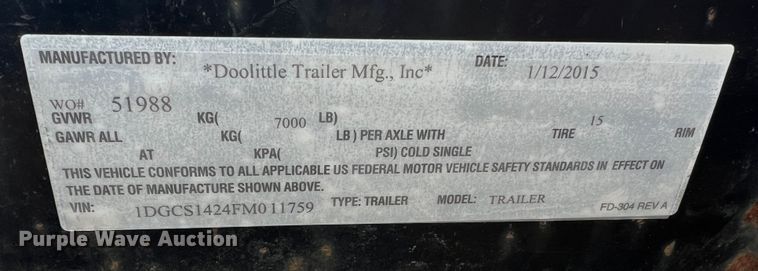 MANUFACTURED BY: *Doolittle Trailer Mfg., Inc* DATE: 1/12/2015
WO# 51988
GVWR KG( 7000 LB) 15
GAWR ALL KG( LB) PER AXLE WITH TIRE RIM
AT KPA( PSI) COLD SINGLE
THIS VEHICLE CONFORMS TO ALL APPLICABLE US FEDERAL MOTOR VEHICLE SAFETY STANDARDS IN EFFECT ON
THE DATE OF MANUFACTURE SHOWN ABOVE.
VIN: 1DGCS1424FM011759 TYPE: TRAILER MODEL: TRAILER
FD-304 REV A
Purple Wave Auction